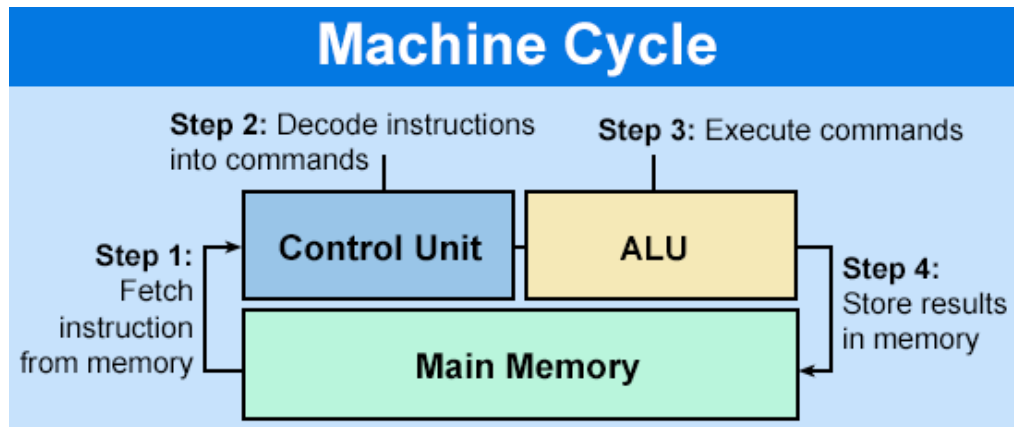 Machine Cycle
Step 2: Decode instructions
into commands
Step 3: Execute commands
Control Unit
ALU
Step 1:
Fetch
instruction
from memory
Step 4:
Store results
in memory
Main Memory